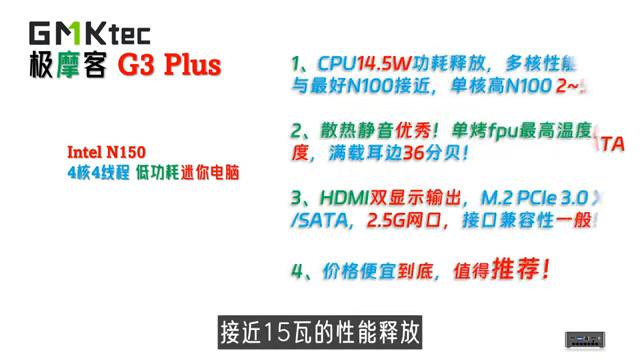 GMKtec
极摩客 G3 Plus
Intel N150
4核4线程 低功耗迷你电脑
1、CPU14.5W功耗释放，多核性能
与最好N100接近，单核高N100 2~
2、散热静音优秀！单烤fpu最高温度
度，满载耳边36分贝！
3、HDMI双显示输出，M.2 PCIe 3.0 X
/SATA，2.5G网口，接口兼容性一般
4、价格便宜到底，值得推荐！
接近15瓦的性能释放